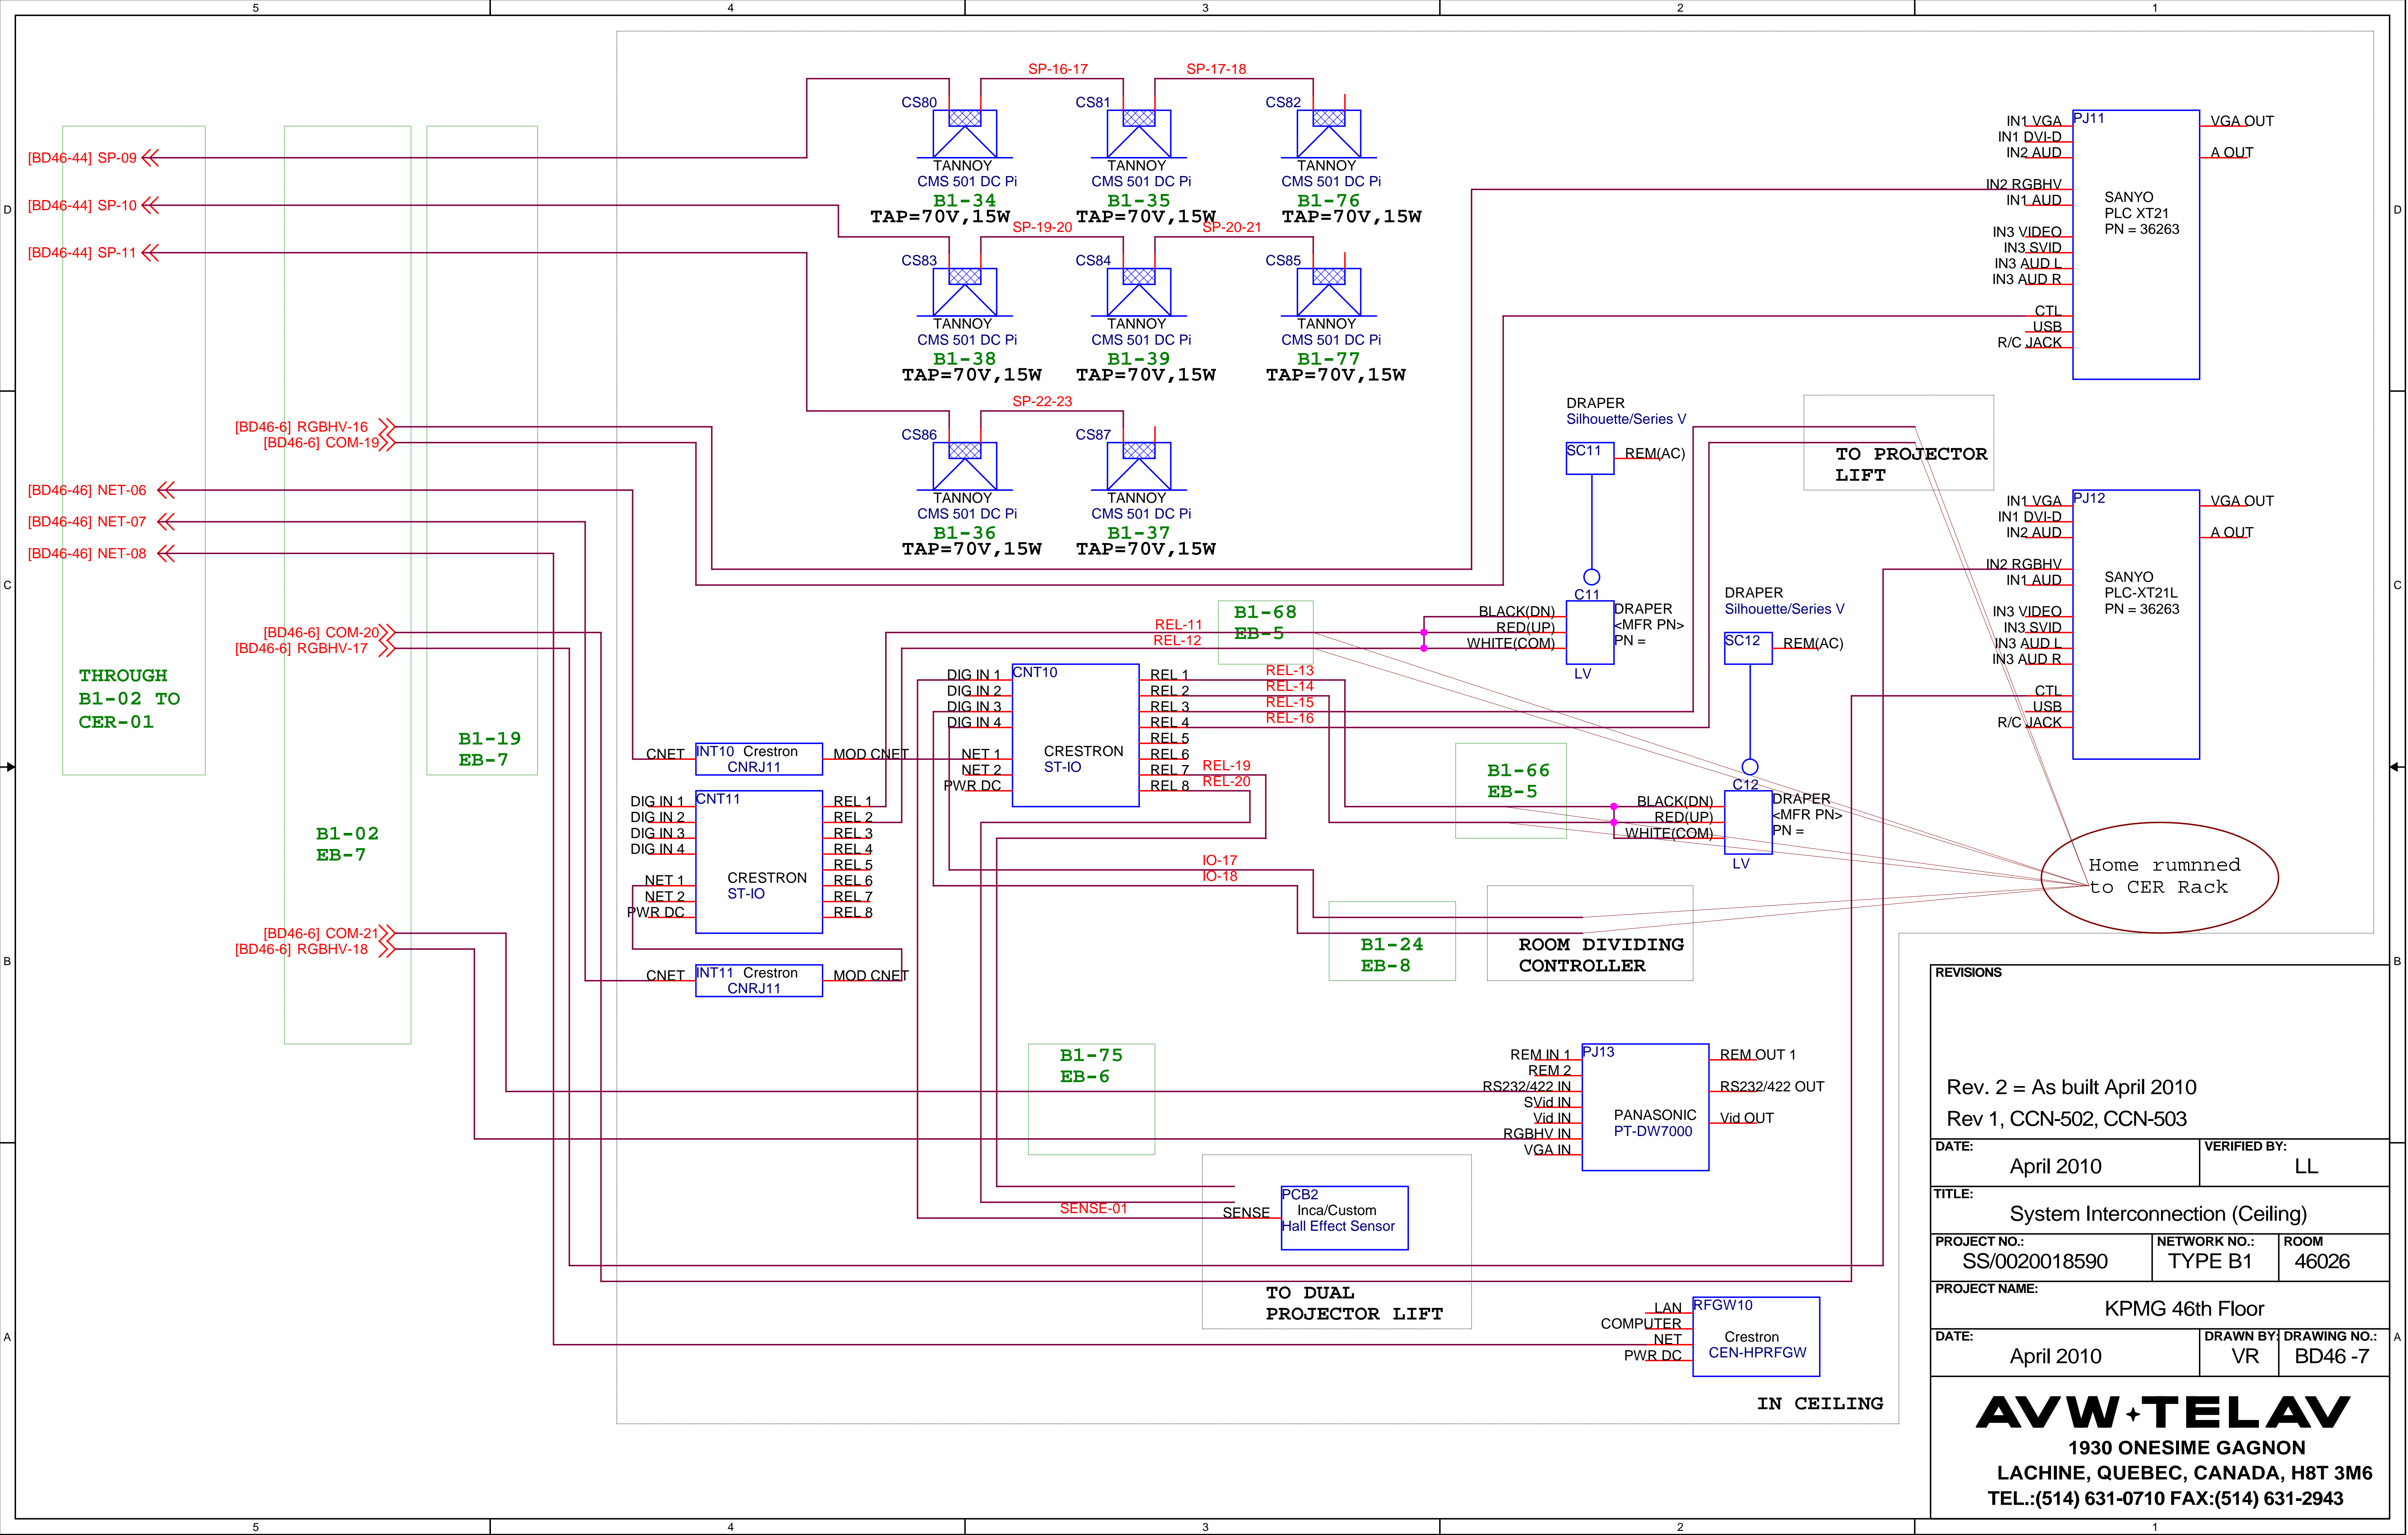 5
4
3
2
1
D
C
B
A
D
C
B
A
[BD46-44] SP-09
[BD46-44] SP-10
[BD46-44] SP-11
[BD46-6] RGBHV-16
[BD46-6] COM-19
[BD46-46] NET-06
[BD46-46] NET-07
[BD46-46] NET-08
[BD46-6] COM-20
[BD46-6] RGBHV-17
[BD46-6] COM-21
[BD46-6] RGBHV-18
THROUGH
B1-02 TO
CER-01
B1-02
EB-7
B1-19
EB-7
SP-16-17
SP-17-18
CS80
TANNOY
CMS 501 DC Pi
B1-34
TAP=70V,15W
CS81
TANNOY
CMS 501 DC Pi
B1-35
TAP=70V,15W
CS82
TANNOY
CMS 501 DC Pi
B1-76
TAP=70V,15W
SP-19-20
SP-20-21
CS83
TANNOY
CMS 501 DC Pi
B1-38
TAP=70V,15W
CS84
TANNOY
CMS 501 DC Pi
B1-39
TAP=70V,15W
CS85
TANNOY
CMS 501 DC Pi
B1-77
TAP=70V,15W
SP-22-23
CS86
TANNOY
CMS 501 DC Pi
B1-36
TAP=70V,15W
CS87
TANNOY
CMS 501 DC Pi
B1-37
TAP=70V,15W
PJ11
IN1 VGA
IN1 DVI-D
IN2 AUD
IN2 RGBHV
IN1 AUD
IN3 VIDEO
IN3 SVID
IN3 AUD L
IN3 AUD R
CTL
USB
R/C JACK
VGA OUT
A OUT
SANYO
PLC XT21
PN = 36263
DRAPER
Silhouette/Series V
SC11
REM(AC)
TO PROJECTOR
LIFT
C11
BLACK(DN)
RED(UP)
WHITE(COM)
DRAPER
<MFR PN>
PN =
LV
DRAPER
Silhouette/Series V
SC12
REM(AC)
C12
BLACK(DN)
RED(UP)
WHITE(COM)
DRAPER
<MFR PN>
PN =
LV
PJ12
IN1 VGA
IN1 DVI-D
IN2 AUD
IN2 RGBHV
IN1 AUD
IN3 VIDEO
IN3 SVID
IN3 AUD L
IN3 AUD R
CTL
USB
R/C JACK
VGA OUT
A OUT
SANYO
PLC-XT21L
PN = 36263
B1-68
EB-5
REL-11
REL-12
REL-13
REL-14
REL-15
REL-16
REL-19
REL-20
CNT10
DIG IN 1
DIG IN 2
DIG IN 3
DIG IN 4
NET 1
NET 2
PWR DC
REL 1
REL 2
REL 3
REL 4
REL 5
REL 6
REL 7
REL 8
CRESTRON
ST-IO
CNET
INT10 Crestron
CNRJ11
MOD CNET
CNT11
DIG IN 1
DIG IN 2
DIG IN 3
DIG IN 4
NET 1
NET 2
PWR DC
REL 1
REL 2
REL 3
REL 4
REL 5
REL 6
REL 7
REL 8
CRESTRON
ST-IO
CNET
INT11 Crestron
CNRJ11
MOD CNET
B1-66
EB-5
IO-17
IO-18
B1-24
EB-8
ROOM DIVIDING
CONTROLLER
Home rumnned
to CER Rack
B1-75
EB-6
PJ13
REM IN 1
REM 2
RS232/422 IN
SVid IN
Vid IN
RGBHV IN
VGA IN
REM OUT 1
RS232/422 OUT
Vid OUT
PANASONIC
PT-DW7000
SENSE-01
SENSE
PCB2
Inca/Custom
Hall Effect Sensor
TO DUAL
PROJECTOR LIFT
RFGW10
LAN
COMPUTER
NET
PWR DC
Crestron
CEN-HPRFGW
IN CEILING
REVISIONS
Rev. 2 = As built April 2010
Rev 1, CCN-502, CCN-503
DATE:
April 2010
VERIFIED BY:
LL
TITLE:
System Interconnection (Ceiling)
PROJECT NO.:
SS/0020018590
NETWORK NO.:
TYPE B1
ROOM
46026
PROJECT NAME:
KPMG 46th Floor
DATE:
April 2010
DRAWN BY:
VR
DRAWING NO.:
BD46 -7
AVW+TELAV
1930 ONESIME GAGNON
LACHINE, QUEBEC, CANADA, H8T 3M6
TEL.:(514) 631-0710 FAX:(514) 631-2943
5
4
3
2
1